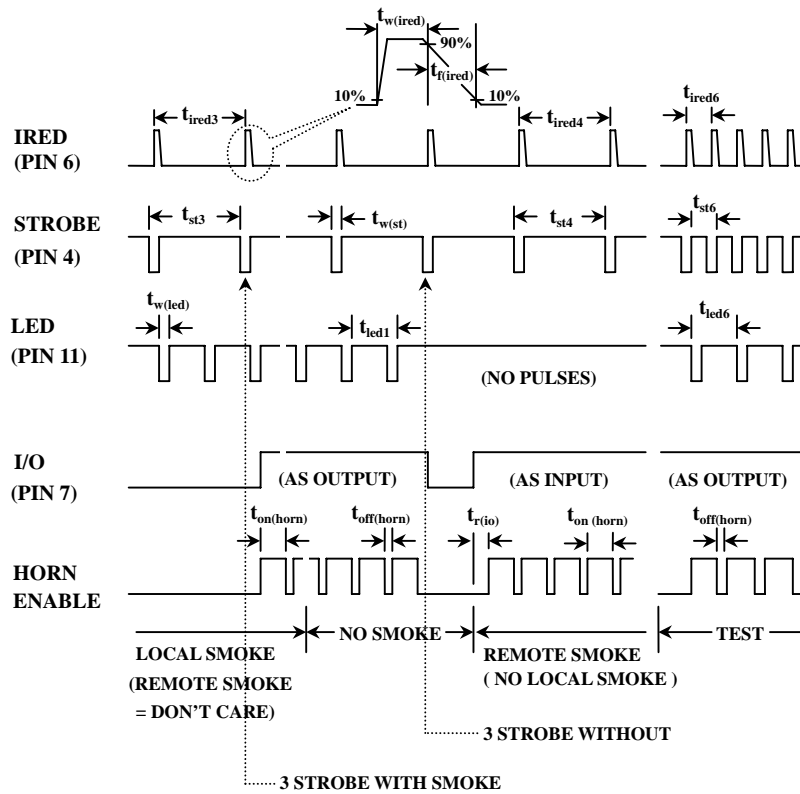 t_w(ired)
90%
t_f(ired)
10%
10%
t_ired3
t_ired4
t_ired6
IRED
(PIN 6)
t_st3
t_w(st)
t_st4
t_st6
STROBE
(PIN 4)
t_w(led)
t_led1
t_led6
LED
(PIN 11)
(NO PULSES)
I/O
(PIN 7)
(AS OUTPUT)
(AS INPUT)
(AS OUTPUT)
t_on(horn)
t_off(horn)
t_r(io)
t_on (horn)
t_off(horn)
HORN
ENABLE
LOCAL SMOKE
(REMOTE SMOKE
= DON'T CARE)
NO SMOKE
REMOTE SMOKE
( NO LOCAL SMOKE )
TEST
3 STROBE WITHOUT
3 STROBE WITH SMOKE